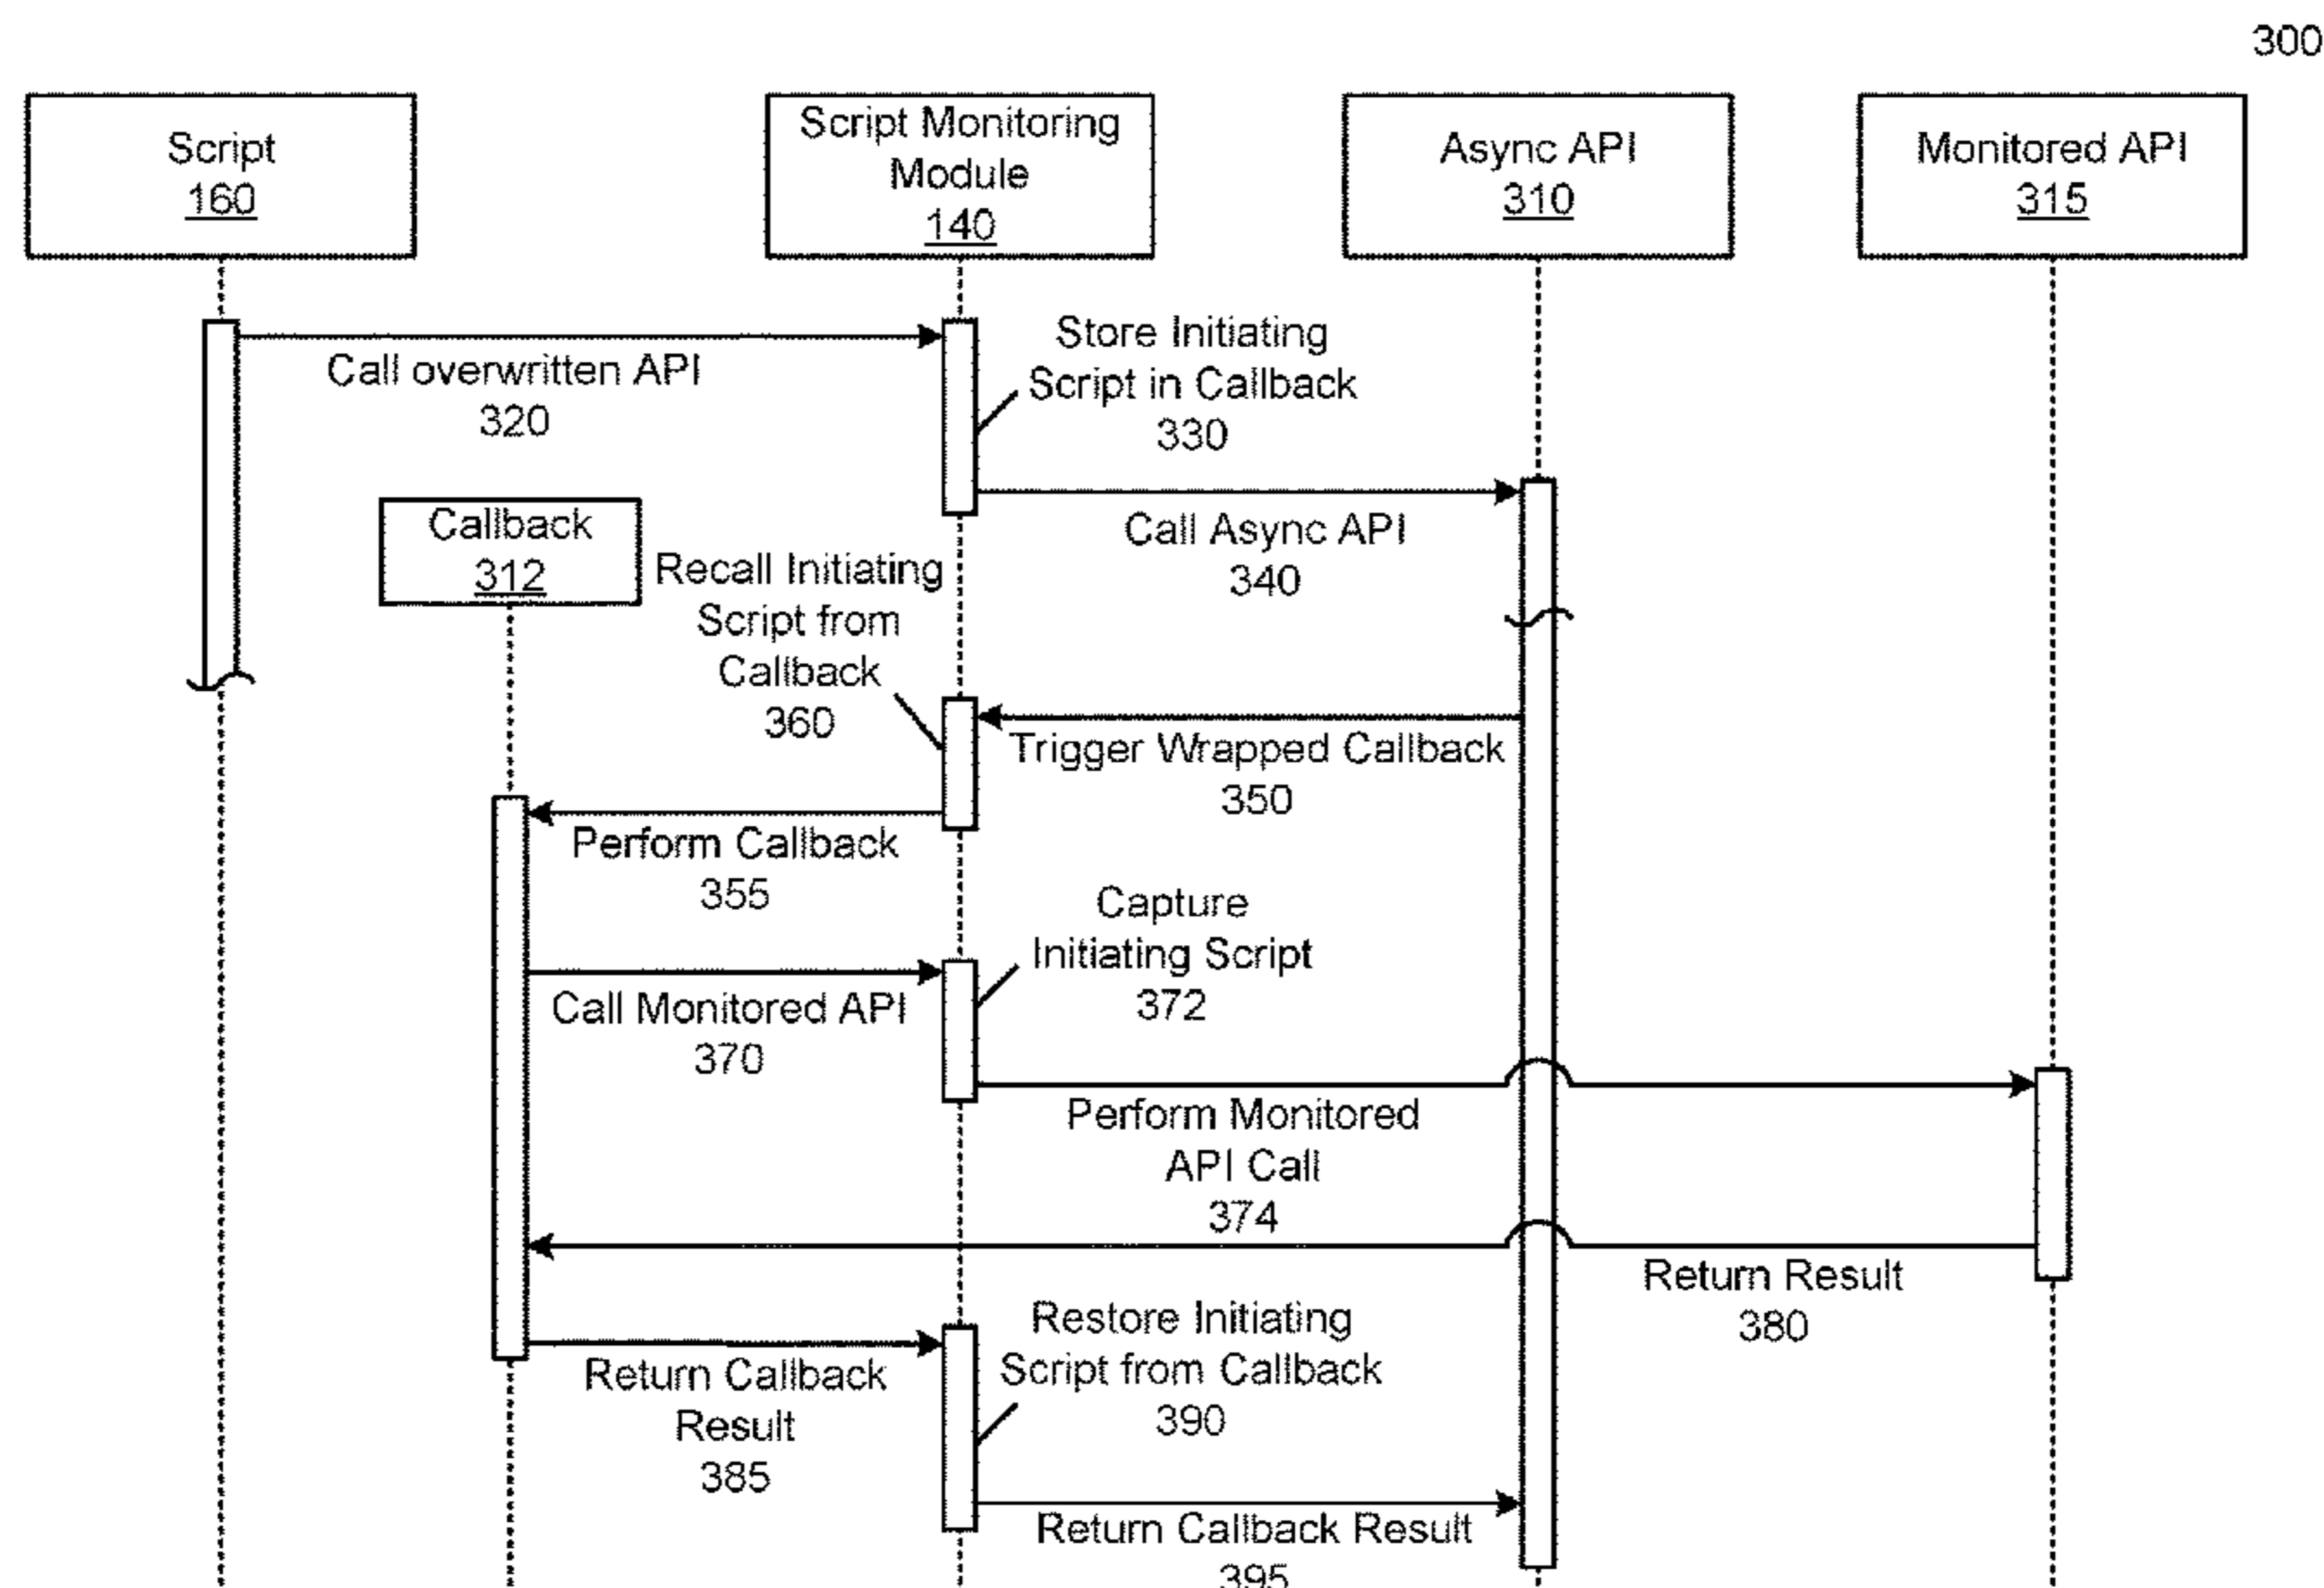 300
Script
160
Script Monitoring
Module
140
Async API
310
Monitored API
315
Call overwritten API
320
Store Initiating
Script in Callback
330
Callback
312
Call Async API
340
Recall Initiating
Script from
Callback
360
Trigger Wrapped Callback
350
Perform Callback
355
Capture
Initiating Script
372
Call Monitored API
370
Perform Monitored
API Call
374
Return Result
380
Restore Initiating
Script from Callback
390
Return Callback
Result
385
Return Callback Result
395